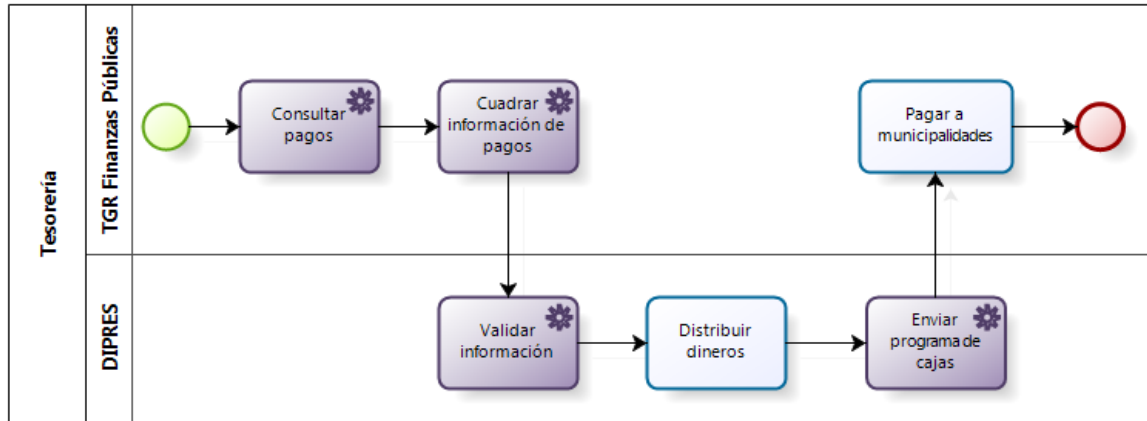 Tesorería
TGR Finanzas Públicas
Consultar
pagos
Cuadrar
información de
pagos
Pagar a
municipalidades
DIPRES
Validar
información
Distribuir
dineros
Enviar
programa de
cajas